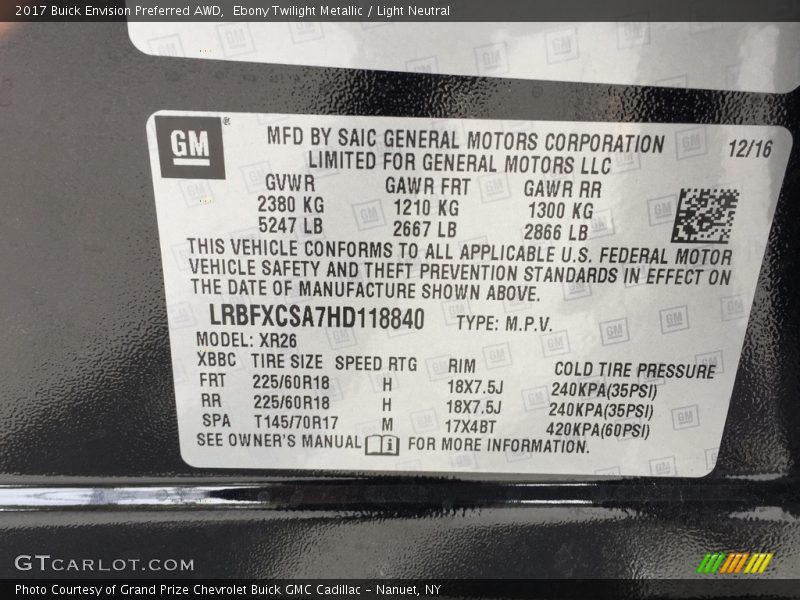 2017 Buick Envision Preferred AWD, Ebony Twilight Metallic / Light Neutral
GM ®
MFD BY SAIC GENERAL MOTORS CORPORATION 12/16
LIMITED FOR GENERAL MOTORS LLC
GVWR GAWR FRT GAWR RR
2380 KG 1210 KG 1300 KG
5247 LB 2667 LB 2866 LB
THIS VEHICLE CONFORMS TO ALL APPLICABLE U.S. FEDERAL MOTOR
VEHICLE SAFETY AND THEFT PREVENTION STANDARDS IN EFFECT ON
THE DATE OF MANUFACTURE SHOWN ABOVE.
LRBFXCSA7HD118840 TYPE: M.P.V.
MODEL: XR26
XBBC TIRE SIZE SPEED RTG RIM COLD TIRE PRESSURE
FRT 225/60R18 H 18X7.5J 240KPA(35PSI)
RR 225/60R18 H 18X7.5J 240KPA(35PSI)
SPA T145/70R17 M 17X4BT 420KPA(60PSI)
SEE OWNER'S MANUAL i FOR MORE INFORMATION.
GTCARLOT.COM
Photo Courtesy of Grand Prize Chevrolet Buick GMC Cadillac - Nanuet, NY